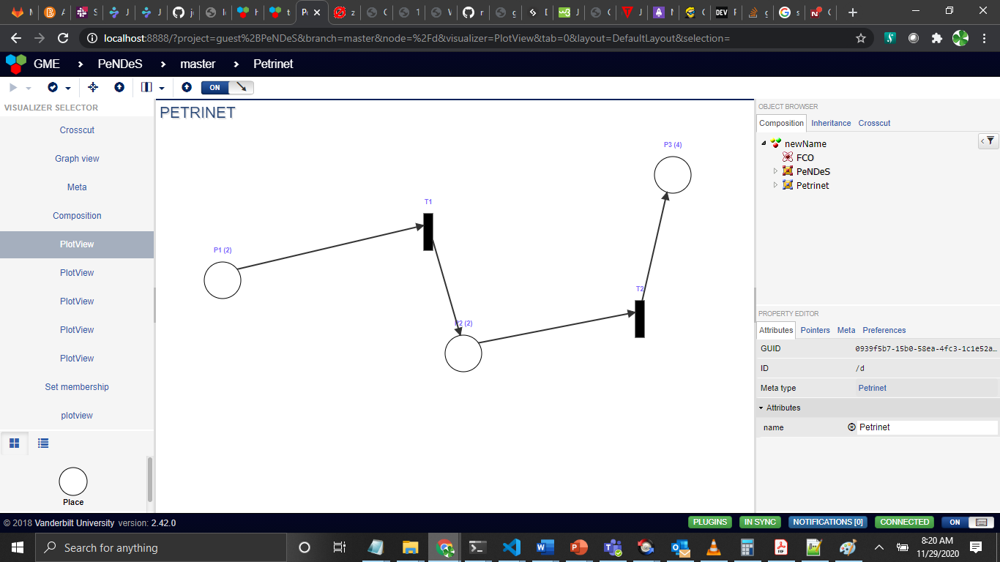 localhost:8888/?project=guest%2BPeNDeS&branch=master&node=%2Fd&visualizer=PlotView&tab=0&layout=DefaultLayout&selection=
GME > PeNDeS > master > Petrinet
ON
VISUALIZER SELECTOR
Crosscut
Graph view
Meta
Composition
PlotView
PlotView
PlotView
PlotView
PlotView
Set membership
plotview
Place
PETRINET
P3 (4)
T1
P1 (2)
T2
P2 (2)
OBJECT BROWSER
Composition Inheritance Crosscut
newName
FCO
PeNDeS
Petrinet
PROPERTY EDITOR
Attributes Pointers Meta Preferences
GUID 0939f5b7-15b0-58ea-4fc3-1c1e52a…
ID /d
Meta type Petrinet
Attributes
name Petrinet
© 2018 Vanderbilt University version: 2.42.0
PLUGINS IN SYNC NOTIFICATIONS [0] CONNECTED ON
Search for anything
8:20 AM
11/29/2020